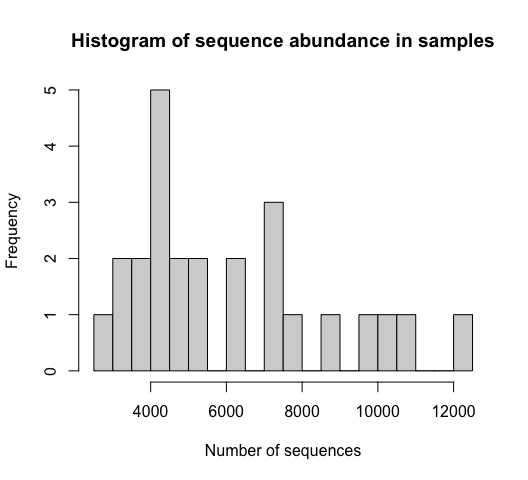 Histogram of sequence abundance in samples
Frequency
5
4
3
2
1
0
4000 6000 8000 10000 12000
Number of sequences